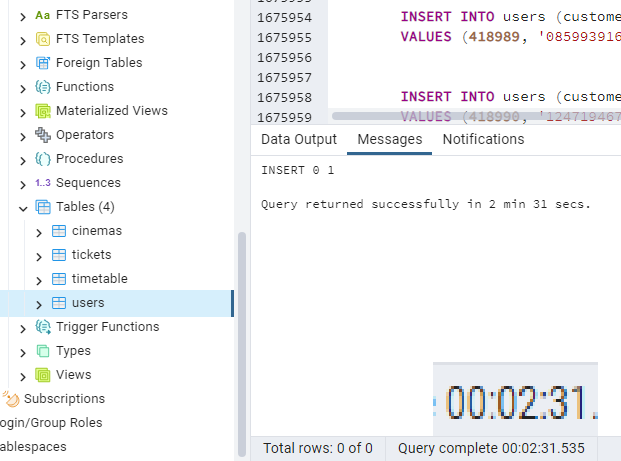 FTS Parsers
FTS Templates
Foreign Tables
Functions
Materialized Views
Operators
Procedures
1..3 Sequences
Tables (4)
cinemas
tickets
timetable
users
Trigger Functions
Types
Views
Subscriptions
ogin/Group Roles
ablespaces
1675954 INSERT INTO users (custome
1675955 VALUES (418989, '085993916
1675956
1675957
1675958 INSERT INTO users (custome
1675959 VALUES (418990, '124719467
Data Output Messages Notifications
INSERT 0 1
Query returned successfully in 2 min 31 secs.
00:02:31.
Total rows: 0 of 0 Query complete 00:02:31.535